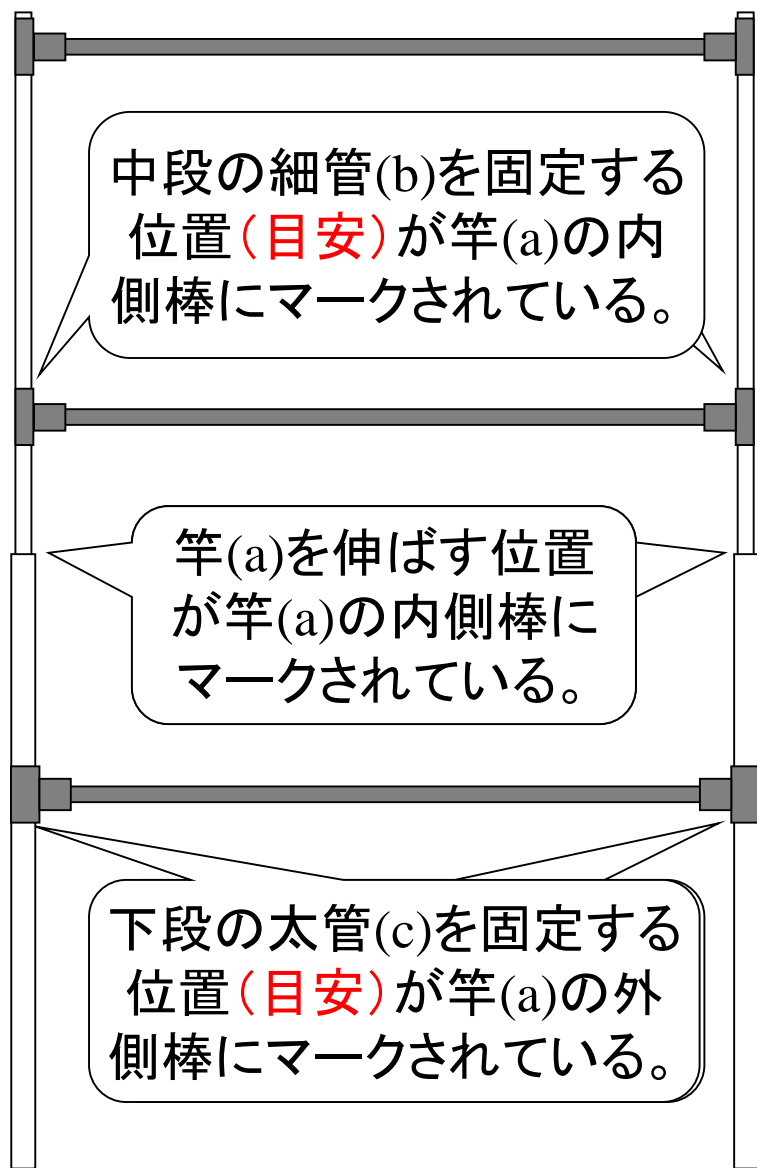 中段の細管(b)を固定する
位置（目安）が竿(a)の内
側棒にマークされている。
竿(a)を伸ばす位置
が竿(a)の内側棒に
マークされている。
下段の太管(c)を固定する
位置（目安）が竿(a)の外
側棒にマークされている。